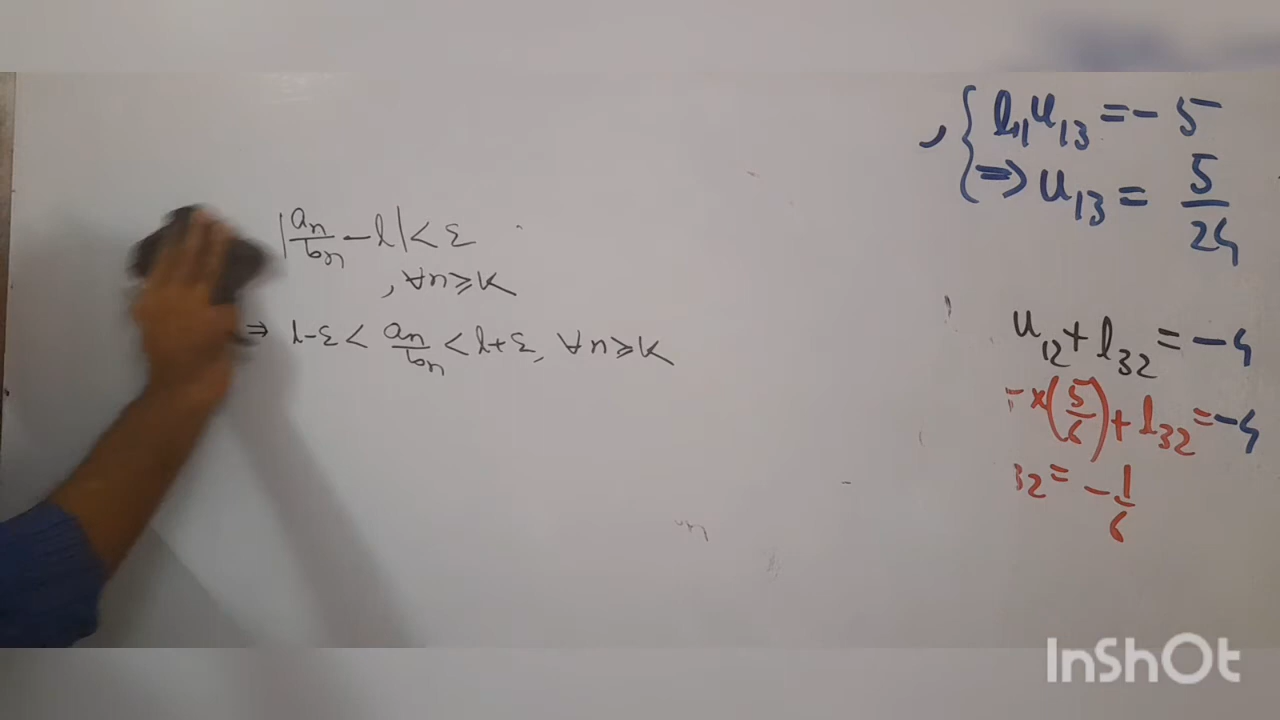 |aₙ/bₙ - l| < ε
, ∀n ≥ K
⇒ l-ε < aₙ/bₙ < l+ε, ∀n ≥ K
, { l₁₁u₁₃ = - 5
⇒ u₁₃ = 5/24
u₁₂ + l₃₂ = -4
×(5/6) + l₃₂ = -4
32 = -1/6
InShOt